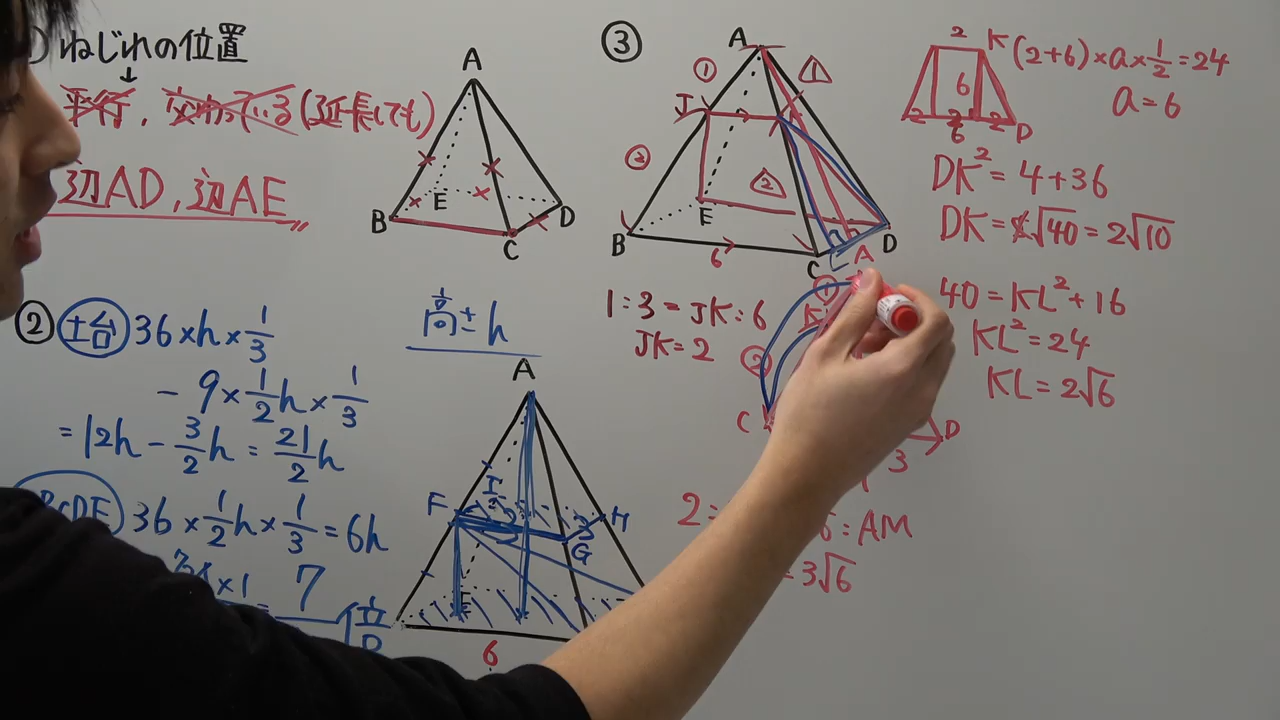 ねじれの位置
平行, 交わっている(延長しても)
辺AD, 辺AE
A
B
E
D
C
②
土台
36×h×1/3
- 9×1/2h×1/3
= 12h - 3/2h = 21/2h
36×1/2h×1/3=6h
7
高さ h
A
F
I
H
G
E
6
③
A
①
J
②
△1
△2
B
E
6
C
D
L
1:3=JK:6
JK=2
2
K
6
2
6
2
D
(2+6)×a×1/2=24
a=6
DK²=4+36
DK=√40=2√10
40=KL²+16
KL²=24
KL=2√6
A
①
K
②
C
D
3
2=
6:AM
=3√6